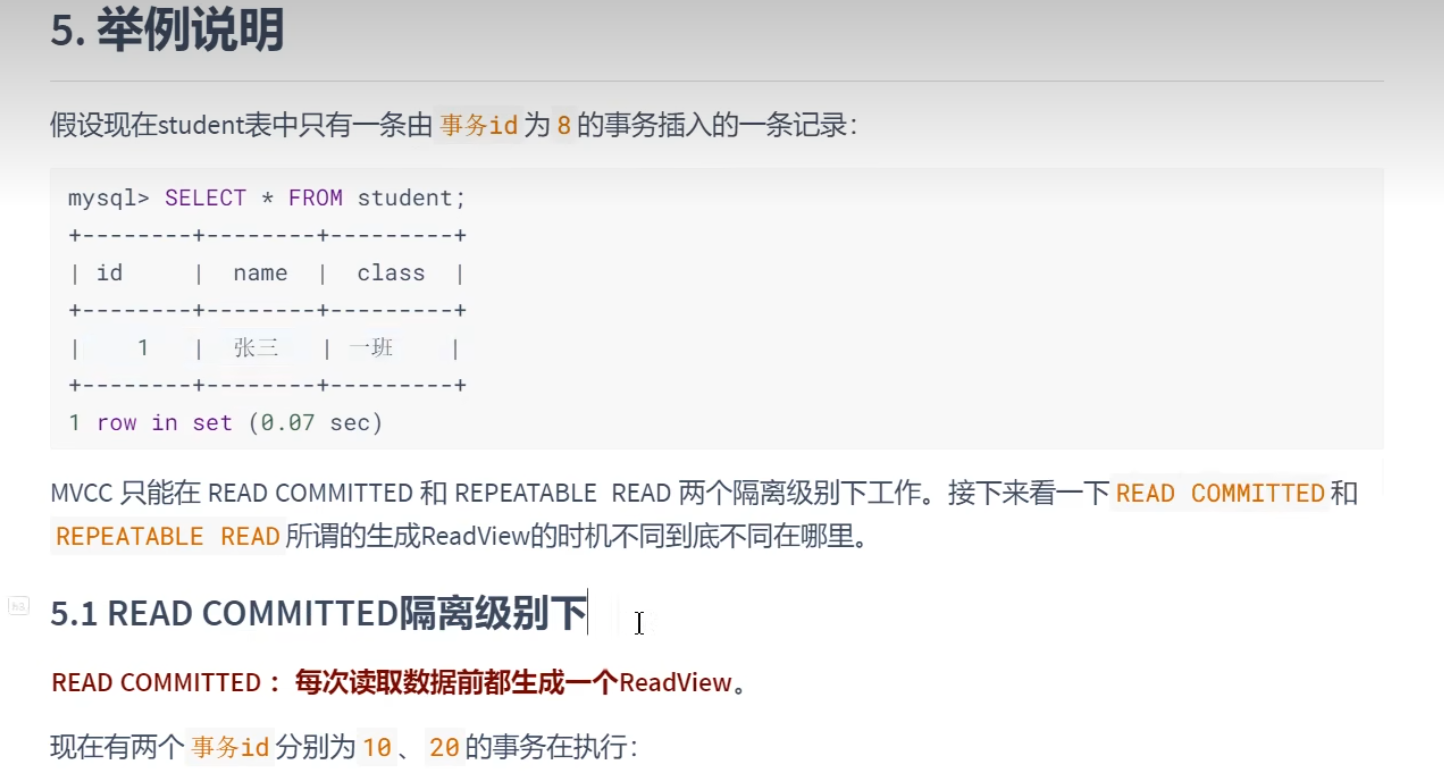 5. 举例说明
假设现在student表中只有一条由 事务id 为 8 的事务插入的一条记录：
mysql> SELECT * FROM student;
+--------+--------+---------+
| id     |  name  |  class  |
+--------+--------+---------+
|    1   |  张三  | 一班    |
+--------+--------+---------+
1 row in set (0.07 sec)
MVCC 只能在 READ COMMITTED 和 REPEATABLE READ 两个隔离级别下工作。接下来看一下 READ COMMITTED 和
REPEATABLE READ 所谓的生成ReadView的时机不同到底不同在哪里。
h3
5.1 READ COMMITTED隔离级别下
READ COMMITTED ：每次读取数据前都生成一个ReadView。
现在有两个 事务id 分别为 10 、 20 的事务在执行：